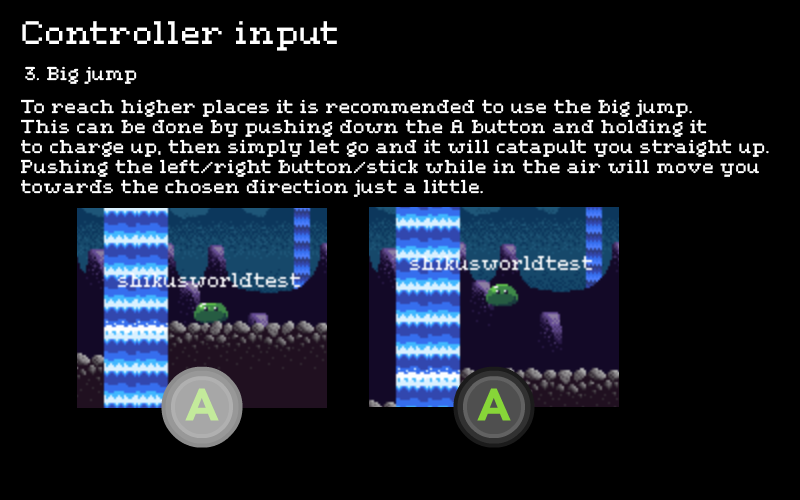 Controller input
3. Big jump
To reach higher places it is recommended to use the big jump.
This can be done by pushing down the A button and holding it
to charge up, then simply let go and it will catapult you straight up.
Pushing the left/right button/stick while in the air will move you
towards the chosen direction just a little.
shikusworldtest
shikusworldtest
A
A